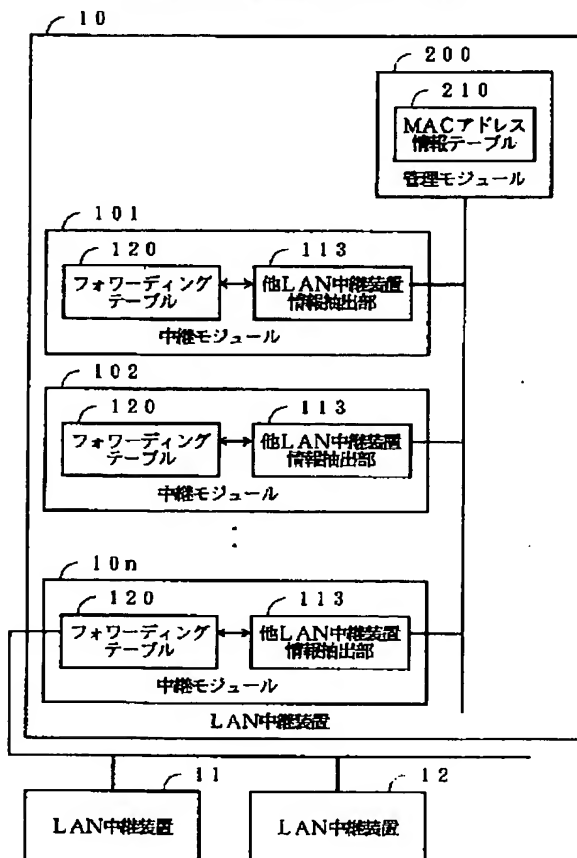 10
200
210
MACアドレス
情報テーブル
管理モジュール
101
120
113
フォワーディング
テーブル
他LAN中継装置
情報抽出部
中継モジュール
102
120
113
フォワーディング
テーブル
他LAN中継装置
情報抽出部
中継モジュール
10n
120
113
フォワーディング
テーブル
他LAN中継装置
情報抽出部
中継モジュール
LAN中継装置
11
12
LAN中継装置
LAN中継装置